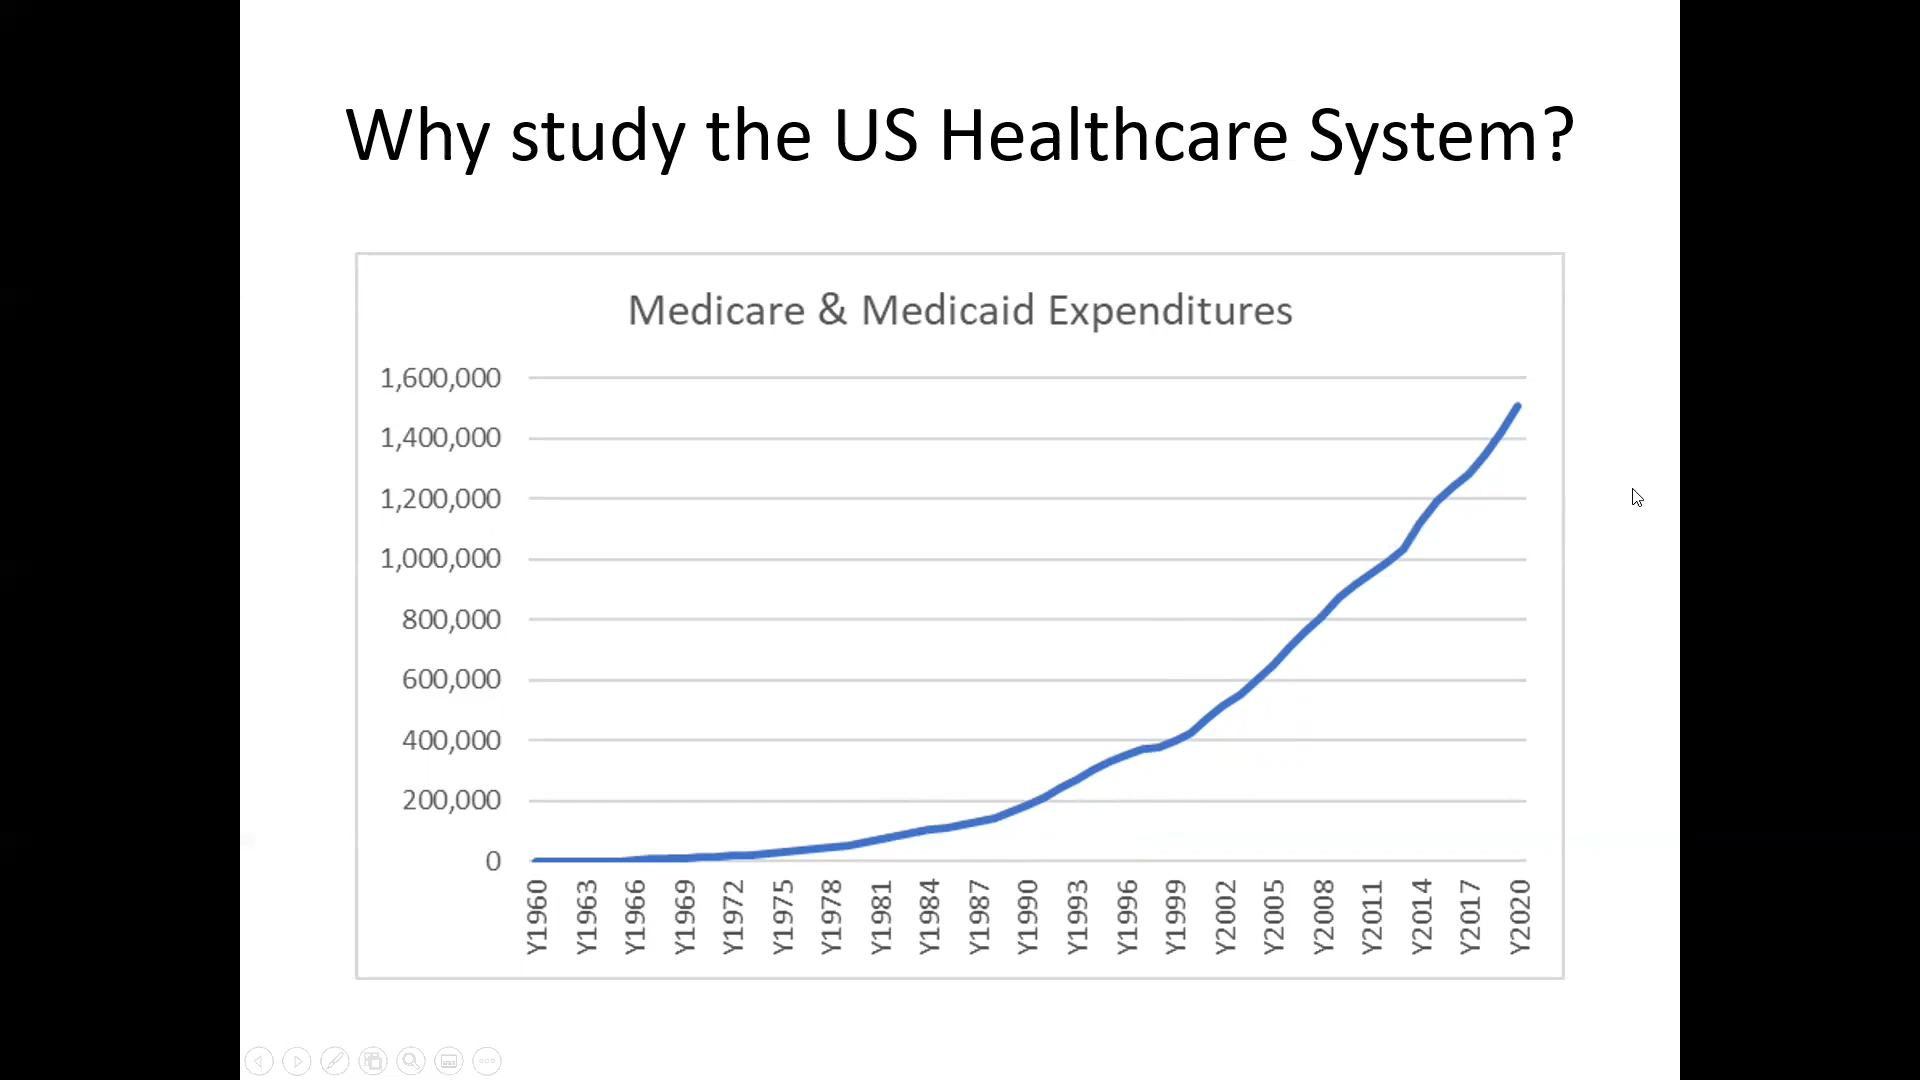 Why study the US Healthcare System?
Medicare & Medicaid Expenditures
1,600,000
1,400,000
1,200,000
1,000,000
800,000
600,000
400,000
200,000
0
Y1960
Y1963
Y1966
Y1969
Y1972
Y1975
Y1978
Y1981
Y1984
Y1987
Y1990
Y1993
Y1996
Y1999
Y2002
Y2005
Y2008
Y2011
Y2014
Y2017
Y2020